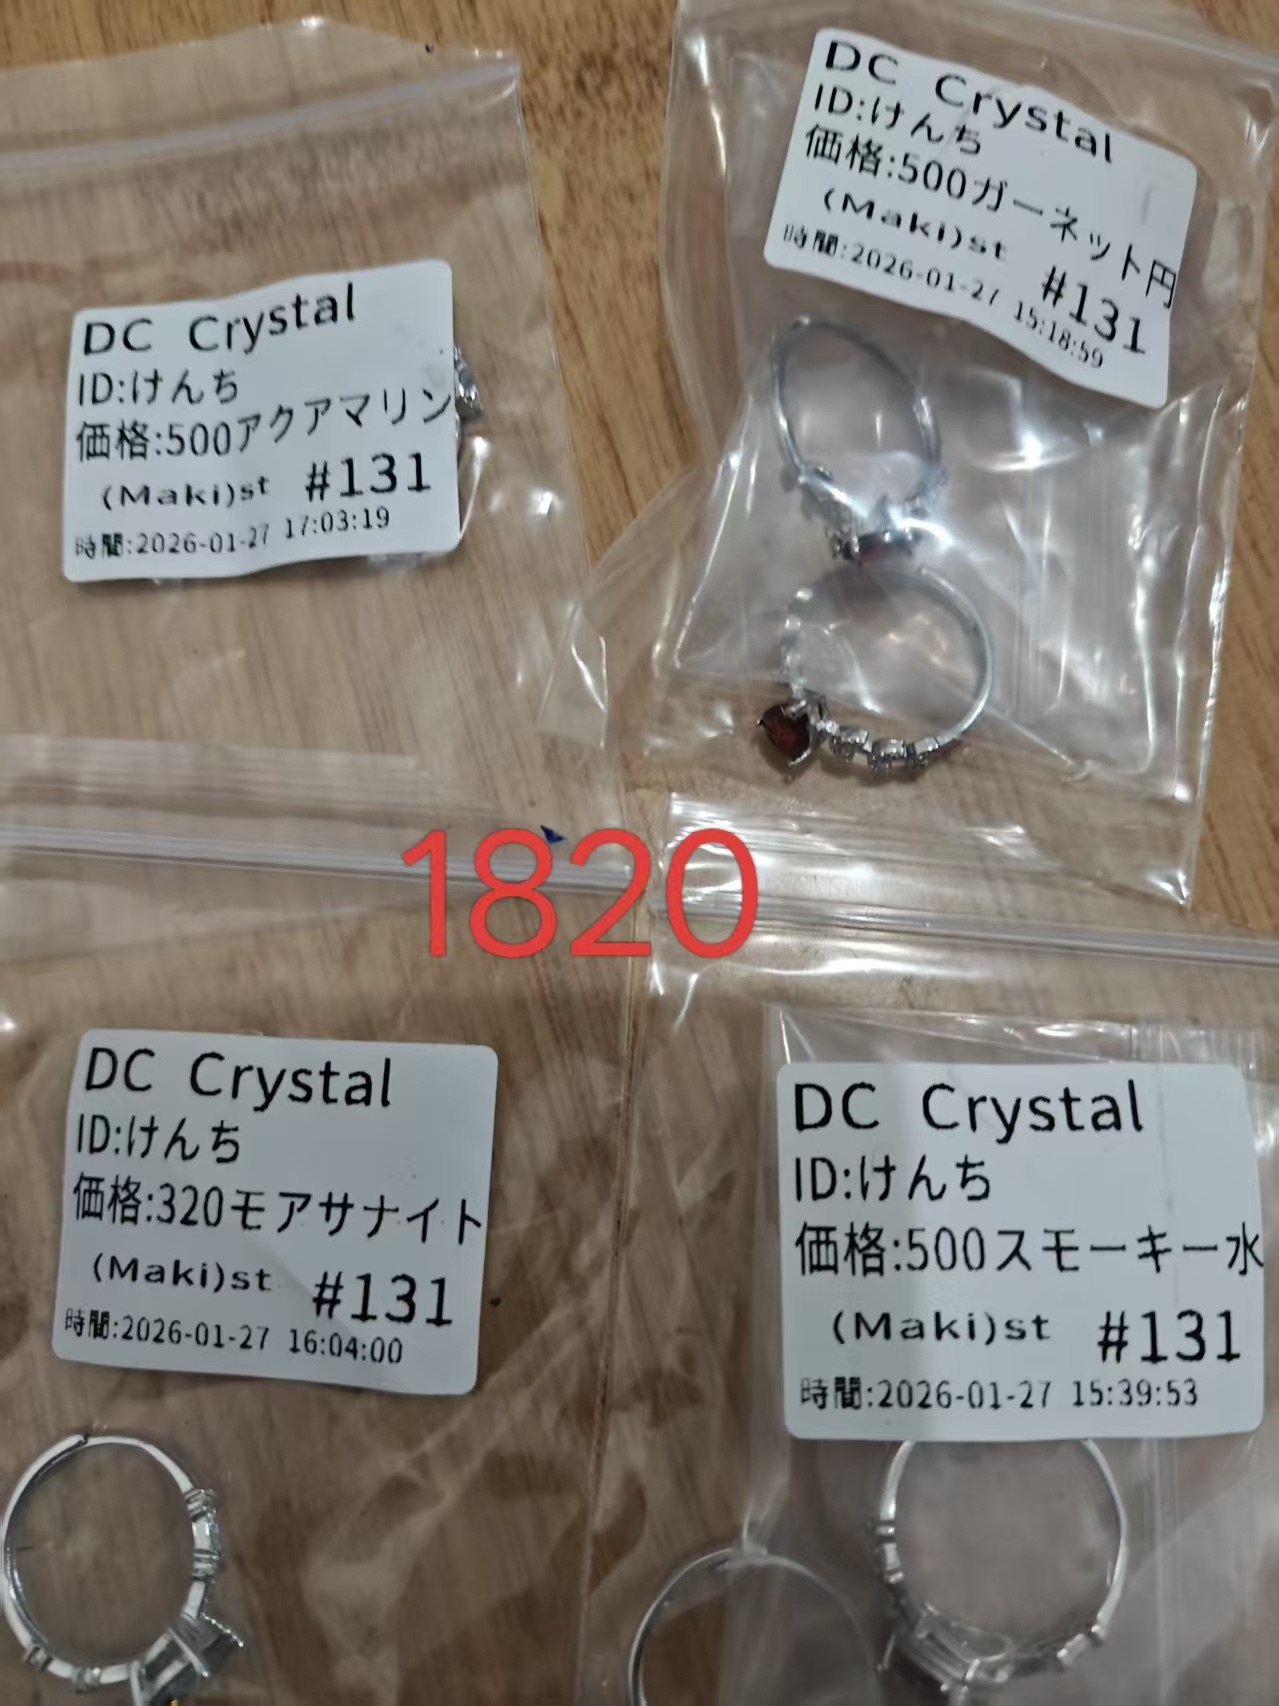 DC Crystal
ID:けんち
価格:500アクアマリン
(Maki)st #131
時間:2026-01-27 17:03:19
DC Crystal
ID:けんち
価格:500ガーネット円
(Maki)st #131
時間:2026-01-27 15:18:59
1820
DC Crystal
ID:けんち
価格:320モアサナイト
(Maki)st #131
時間:2026-01-27 16:04:00
DC Crystal
ID:けんち
価格:500スモーキー水
(Maki)st #131
時間:2026-01-27 15:39:53